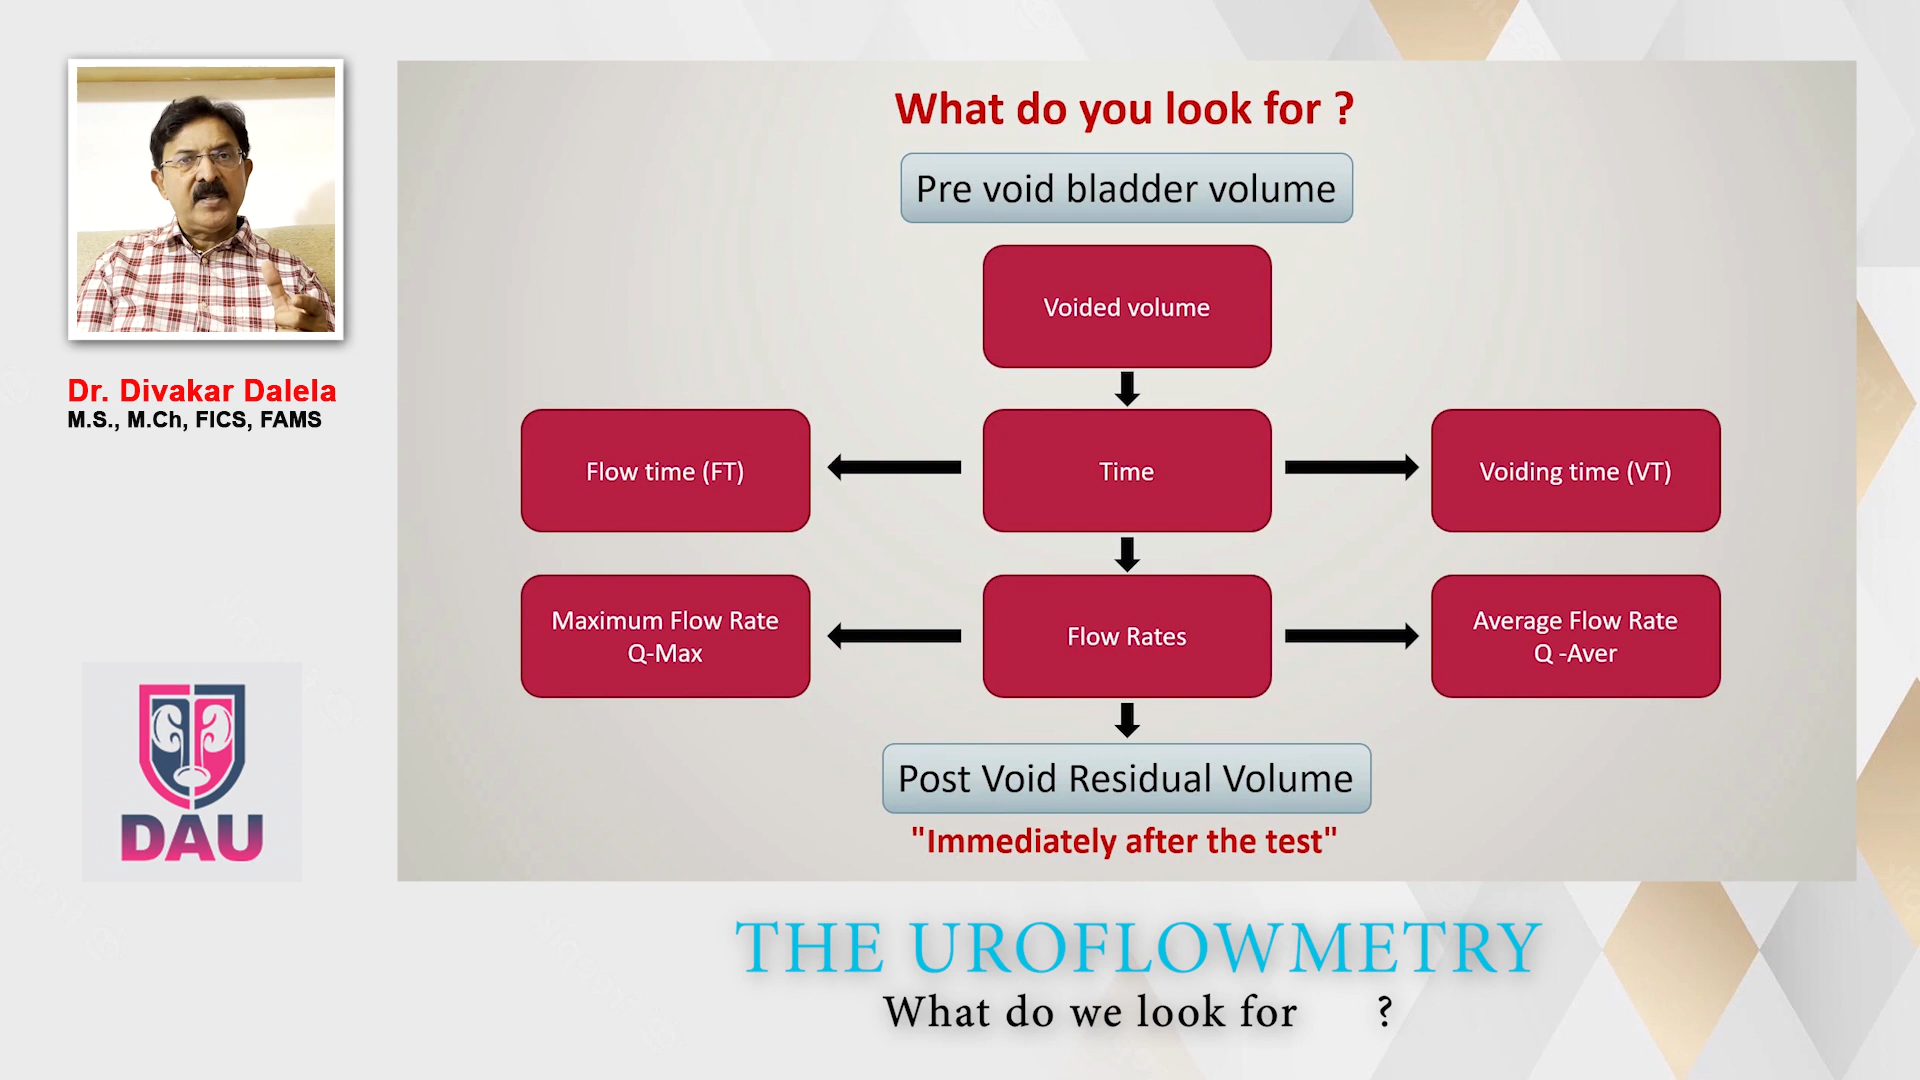 What do you look for ?
Pre void bladder volume
Voided volume
Flow time (FT)
Time
Voiding time (VT)
Maximum Flow Rate
Q-Max
Flow Rates
Average Flow Rate
Q -Aver
Post Void Residual Volume
"Immediately after the test"
Dr. Divakar Dalela
M.S., M.Ch, FICS, FAMS
DAU
THE UROFLOWMETRY
What do we look for ?